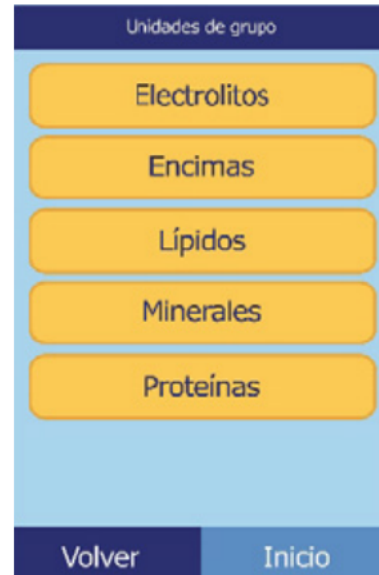 Unidades de grupo
Electrolitos
Encimas
Lípidos
Minerales
Proteínas
Volver Inicio